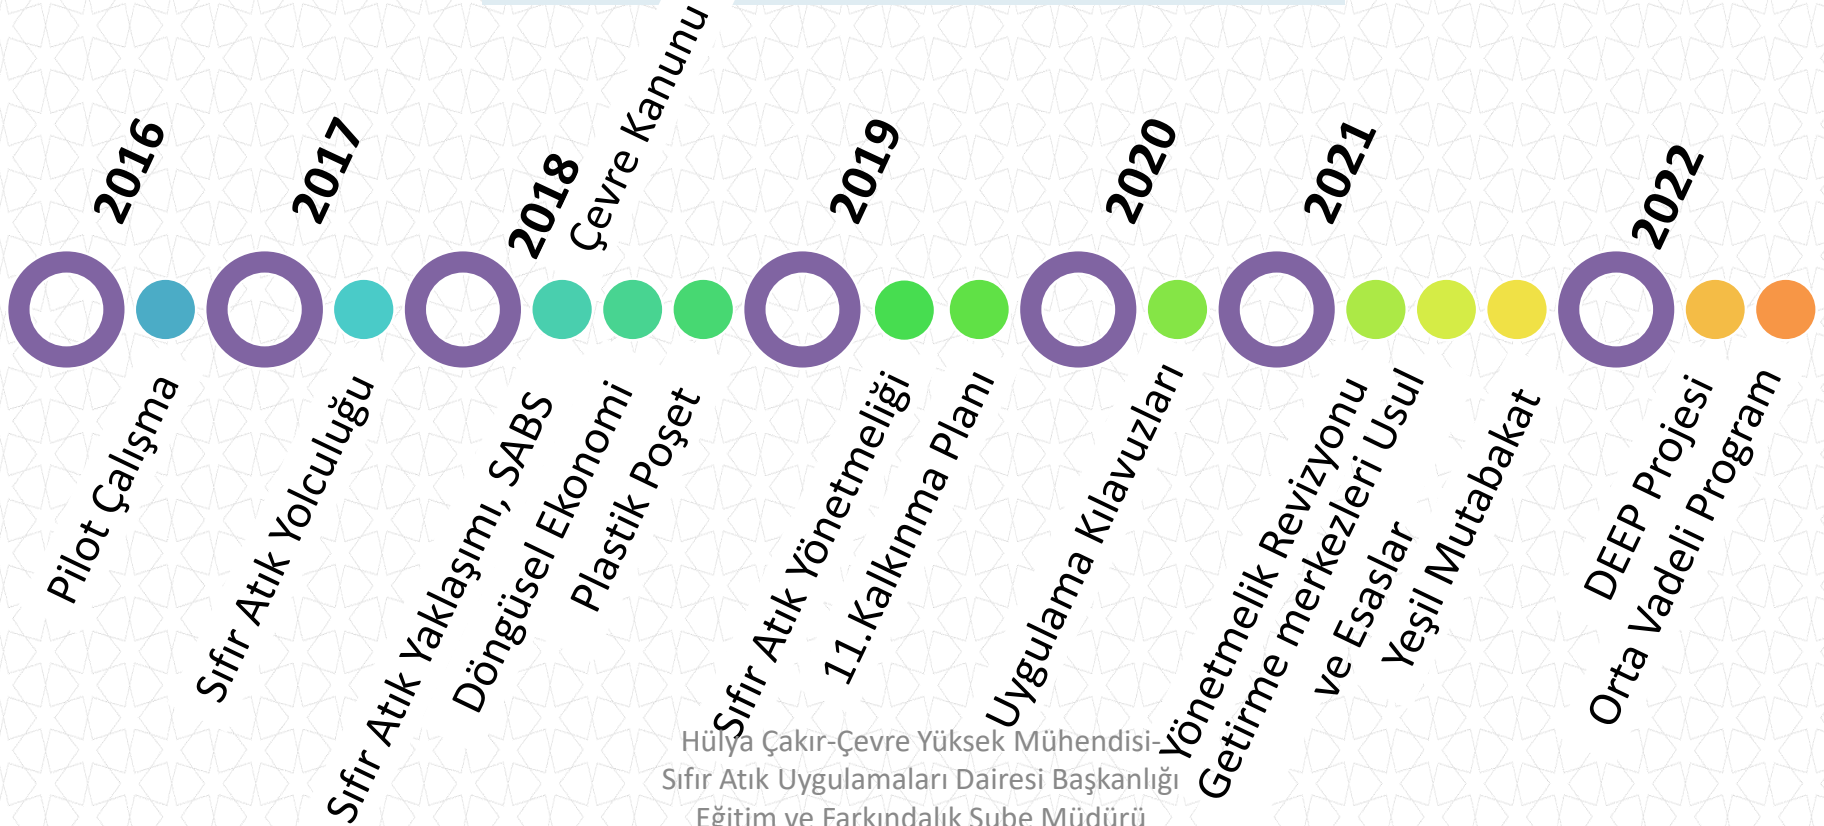 2016
Pilot Çalışma
2017
Sıfır Atık Yolculuğu
2018
Çevre Kanunu
Sıfır Atık Yaklaşımı, SABS
Döngüsel Ekonomi
Plastik Poşet
2019
Sıfır Atık Yönetmeliği
11.Kalkınma Planı
2020
Uygulama Kılavuzları
2021
Yönetmelik Revizyonu
Getirme merkezleri Usul
ve Esaslar
Yeşil Mutabakat
2022
DEEP Projesi
Orta Vadeli Program
Hülya Çakır-Çevre Yüksek Mühendisi-
Sıfır Atık Uygulamaları Dairesi Başkanlığı
Eğitim ve Farkındalık Şube Müdürü